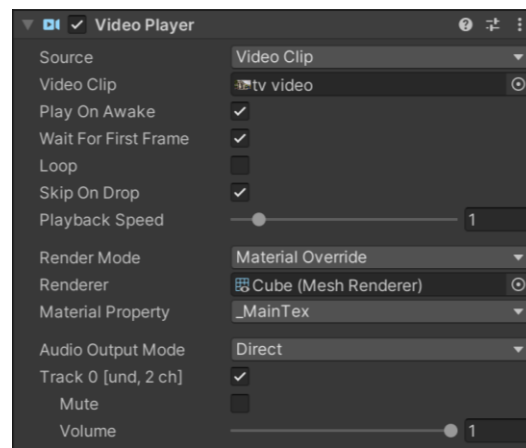 Video Player
Source Video Clip
Video Clip tv video
Play On Awake
Wait For First Frame
Loop
Skip On Drop
Playback Speed 1
Render Mode Material Override
Renderer Cube (Mesh Renderer)
Material Property _MainTex
Audio Output Mode Direct
Track 0 [und, 2 ch]
Mute
Volume 1